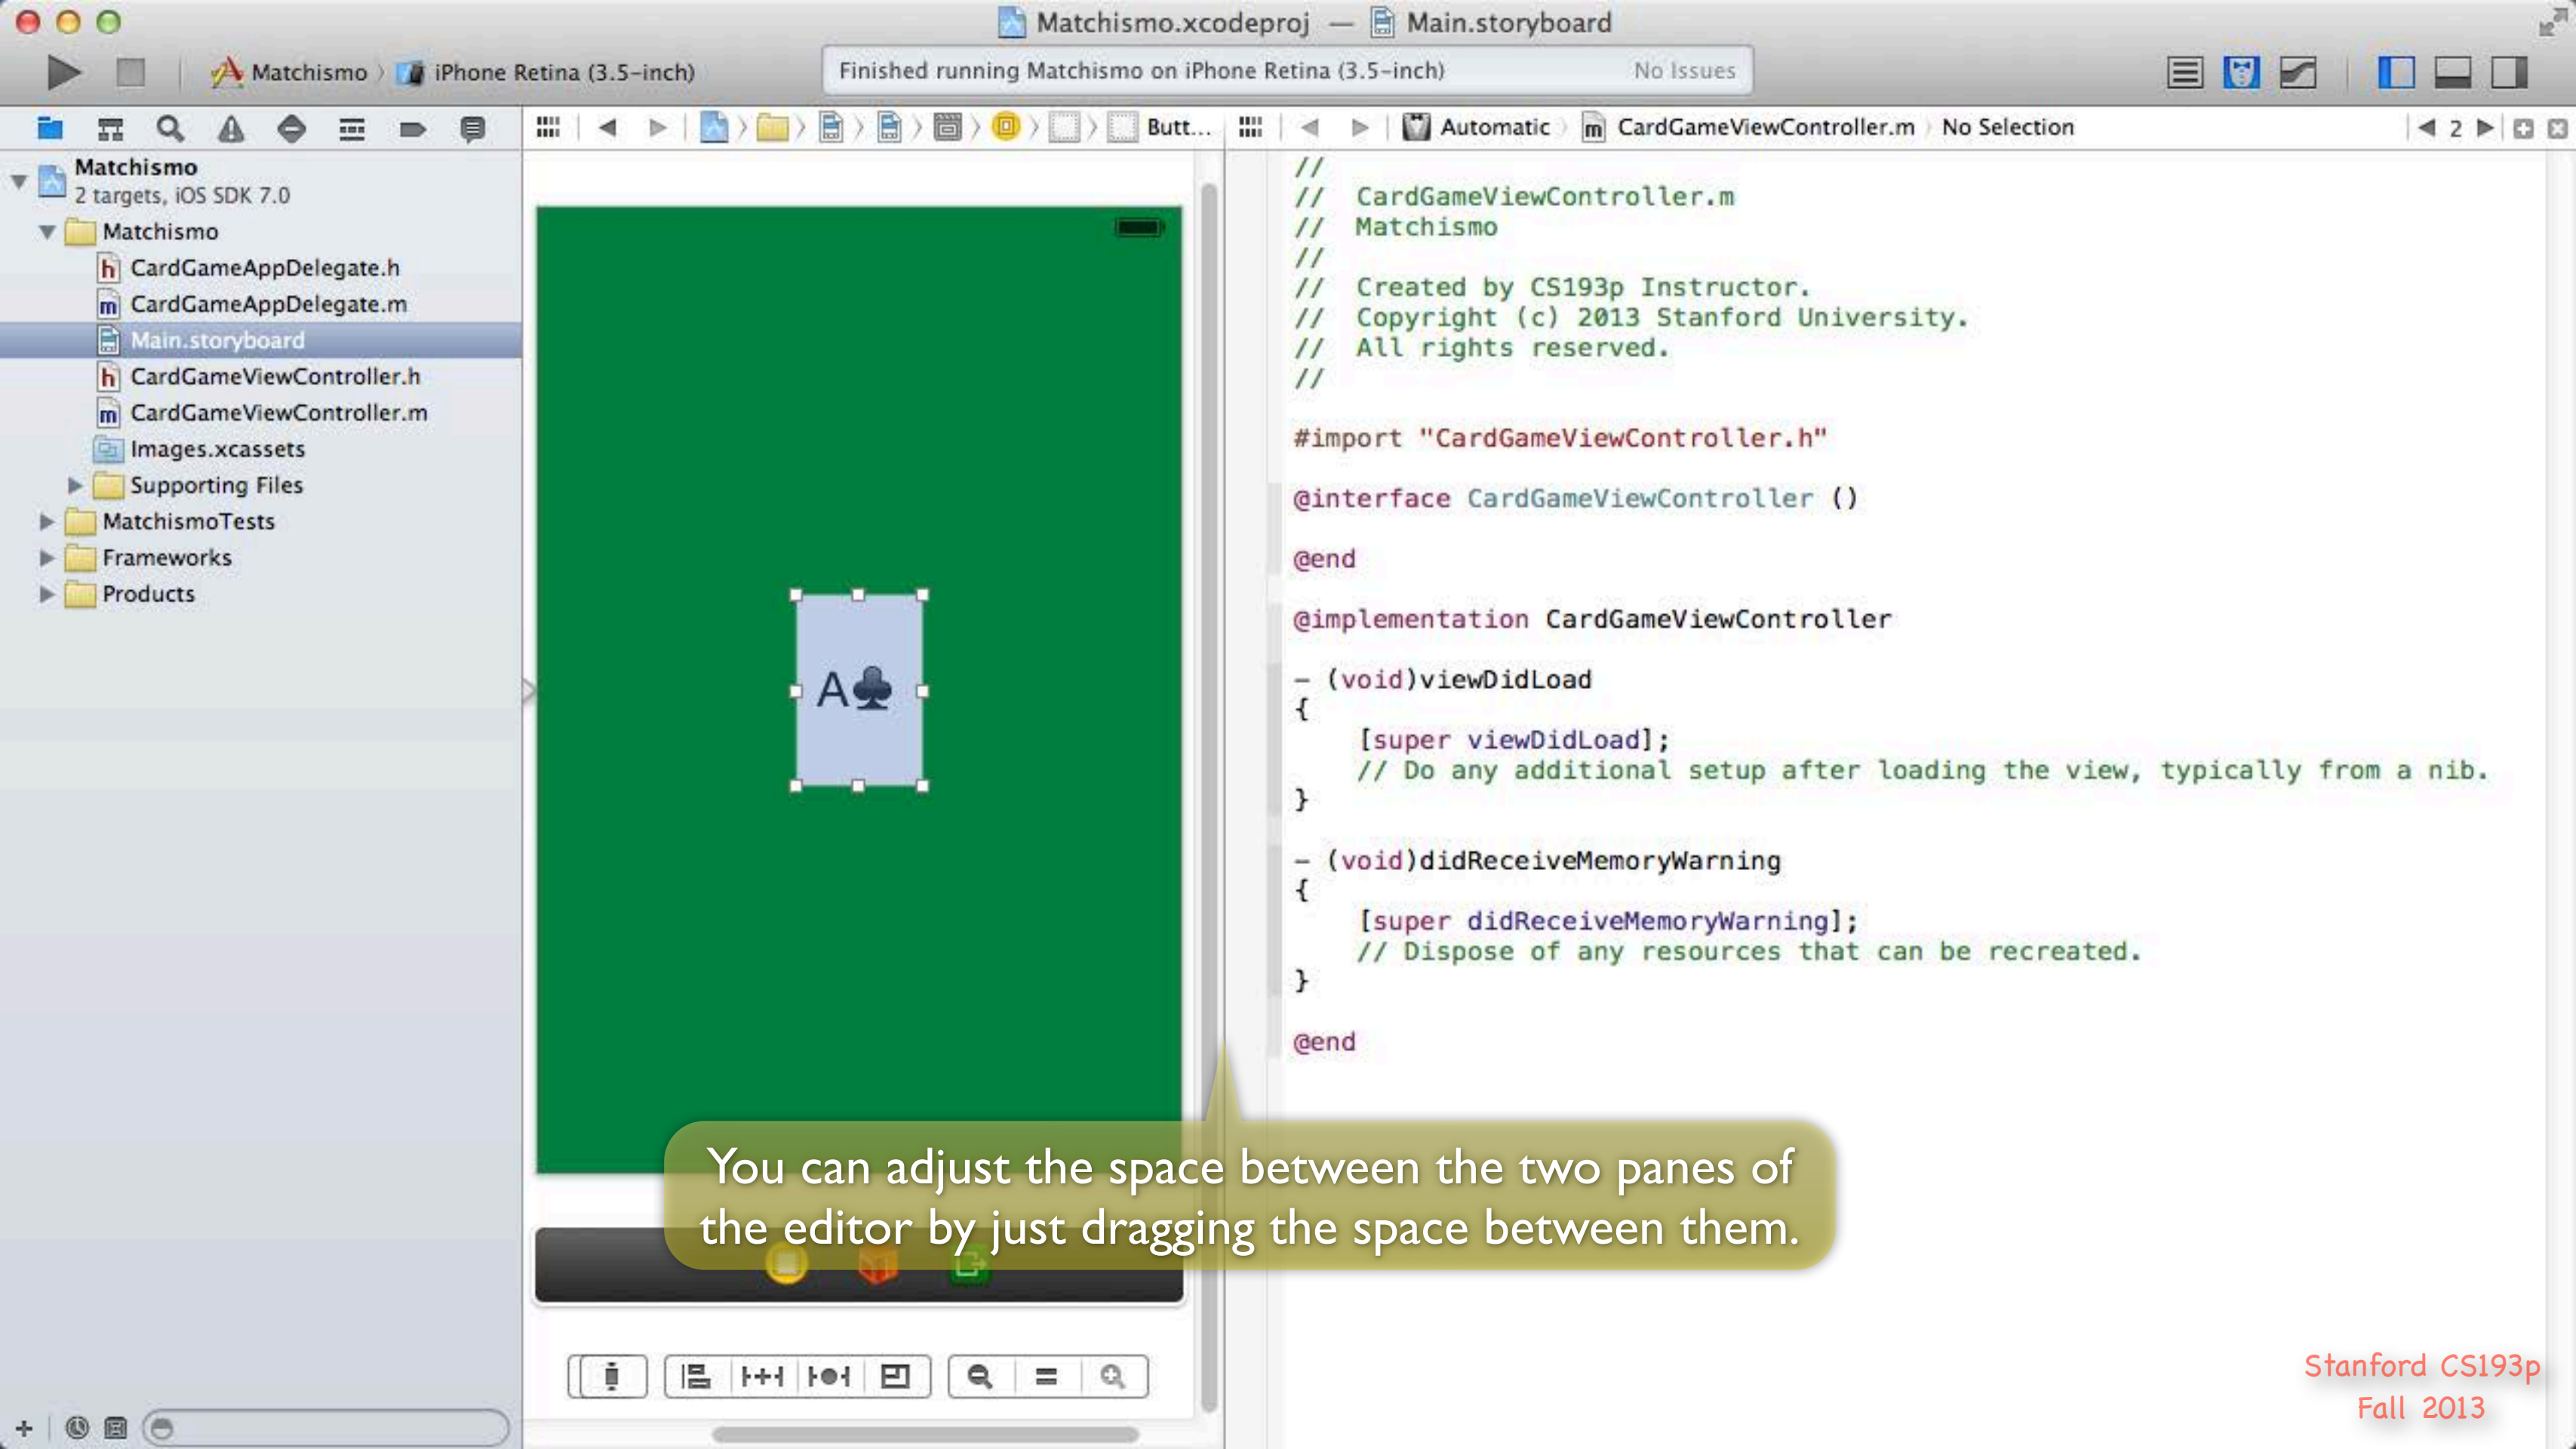 Matchismo.xcodeproj — Main.storyboard
Matchismo iPhone Retina (3.5-inch)
Finished running Matchismo on iPhone Retina (3.5-inch) No Issues
Butt...
Automatic CardGameViewController.m No Selection
2
Matchismo
2 targets, iOS SDK 7.0
Matchismo
CardGameAppDelegate.h
CardGameAppDelegate.m
Main.storyboard
CardGameViewController.h
CardGameViewController.m
Images.xcassets
Supporting Files
MatchismoTests
Frameworks
Products
A♣
//
//  CardGameViewController.m
//  Matchismo
//
//  Created by CS193p Instructor.
//  Copyright (c) 2013 Stanford University.
//  All rights reserved.
//
#import "CardGameViewController.h"
@interface CardGameViewController ()
@end
@implementation CardGameViewController
- (void)viewDidLoad
{
    [super viewDidLoad];
    // Do any additional setup after loading the view, typically from a nib.
}
- (void)didReceiveMemoryWarning
{
    [super didReceiveMemoryWarning];
    // Dispose of any resources that can be recreated.
}
@end
You can adjust the space between the two panes of
the editor by just dragging the space between them.
Stanford CS193p
Fall 2013